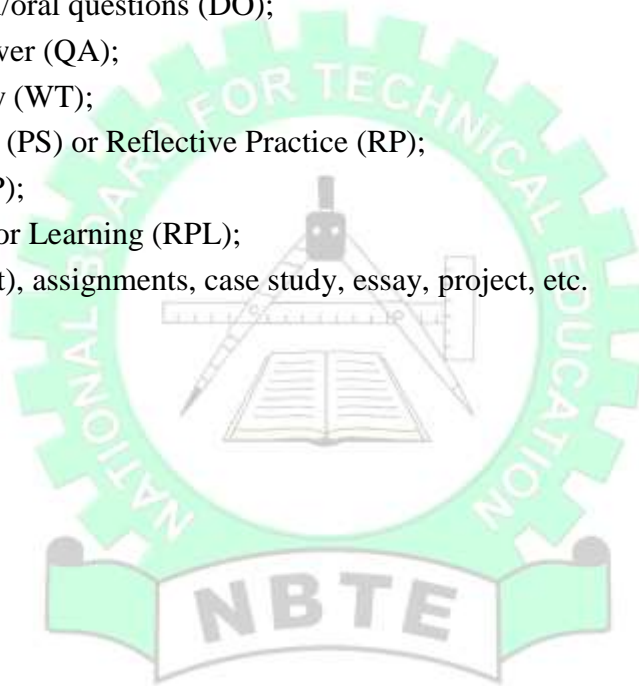 /oral questions (DO);
ver (QA);
(WT);
(PS) or Reflective Practice (RP);
);
or Learning (RPL);
t), assignments, case study, essay, project, etc.
NATIONAL BOARD FOR TECHNICAL EDUCATION
NBTE